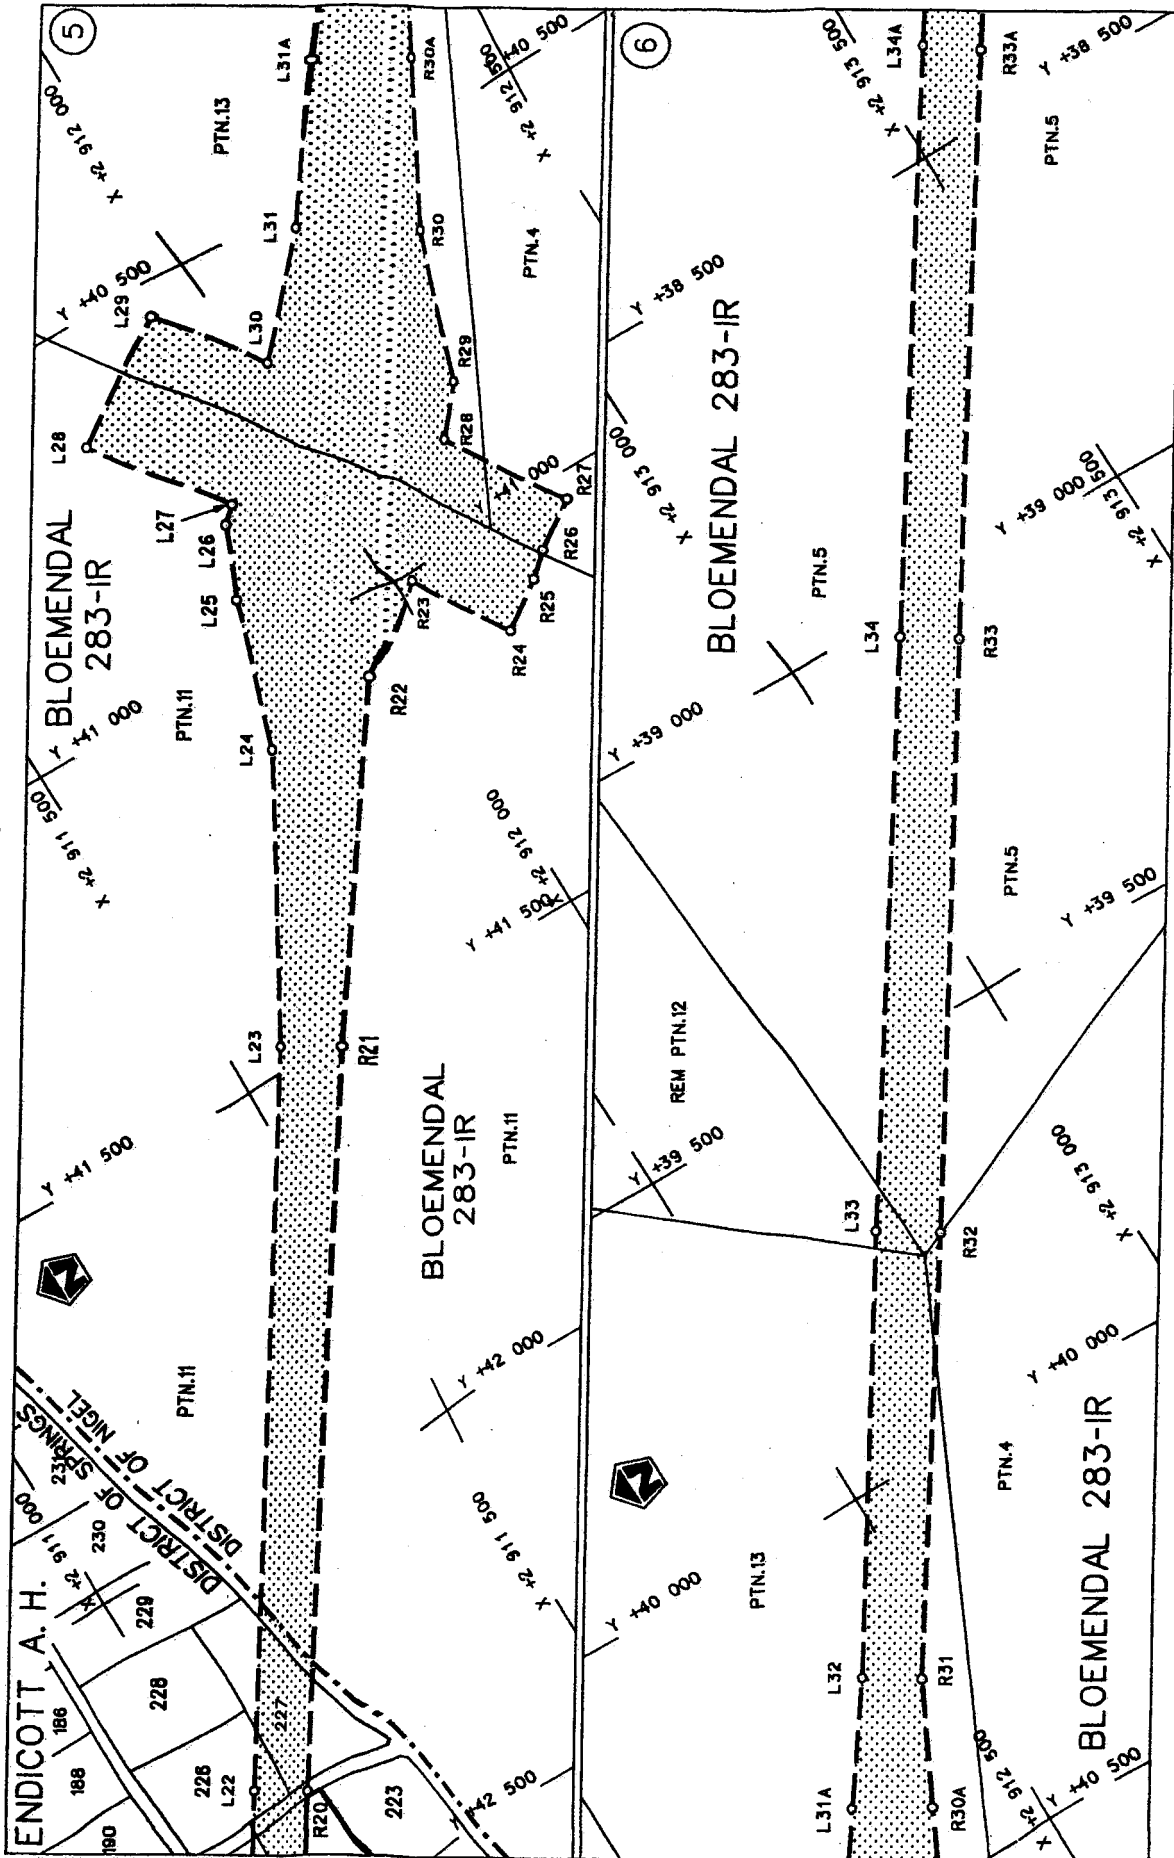 5
ENDICOTT A. H.
190
188
186
226
228
229
230
231
227
223
X +2 911 000
DISTRICT OF SPRINGS
DISTRICT OF NIGEL
L22
R20
Y +42 500
PTN.11
N
Y +41 500
Y +42 000
X +2 911 500
L23
R21
BLOEMENDAL
283-IR
PTN.11
X +2 911 500
Y +41 000
PTN.11
BLOEMENDAL
283-IR
L24
L25
L26
L27
L28
L29
L30
L31
L31A
R22
R23
R24
R25
R26
R27
R28
R29
R30
R30A
Y +41 500
X +2 912 000
+41 000
Y +40 500
X +2 912 000
PTN.13
PTN.4
X +2 912 500
+40 500
6
L31A
R30A
L32
R31
X +2 912 500
Y +40 500
BLOEMENDAL 283-IR
PTN.4
PTN.13
Y +40 000
N
Y +40 000
X +2 913 000
L33
R32
Y +39 500
REM PTN.12
Y +39 500
PTN.5
Y +39 000
PTN.5
L34
R33
BLOEMENDAL 283-IR
X +2 913 000
Y +38 500
Y +39 000
X +2 913 500
X +2 913 500
L34A
R33A
Y +38 500
PTN.5